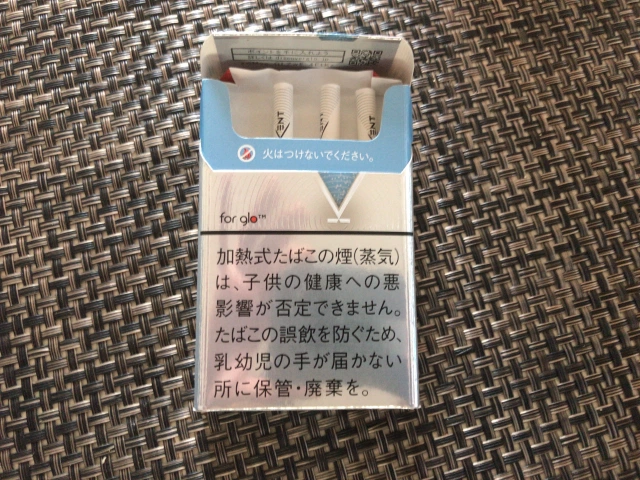 火はつけないでください。
for glo™
加熱式たばこの煙(蒸気)
は、子供の健康への悪
影響が否定できません。
たばこの誤飲を防ぐため、
乳幼児の手が届かない
所に保管・廃棄を。